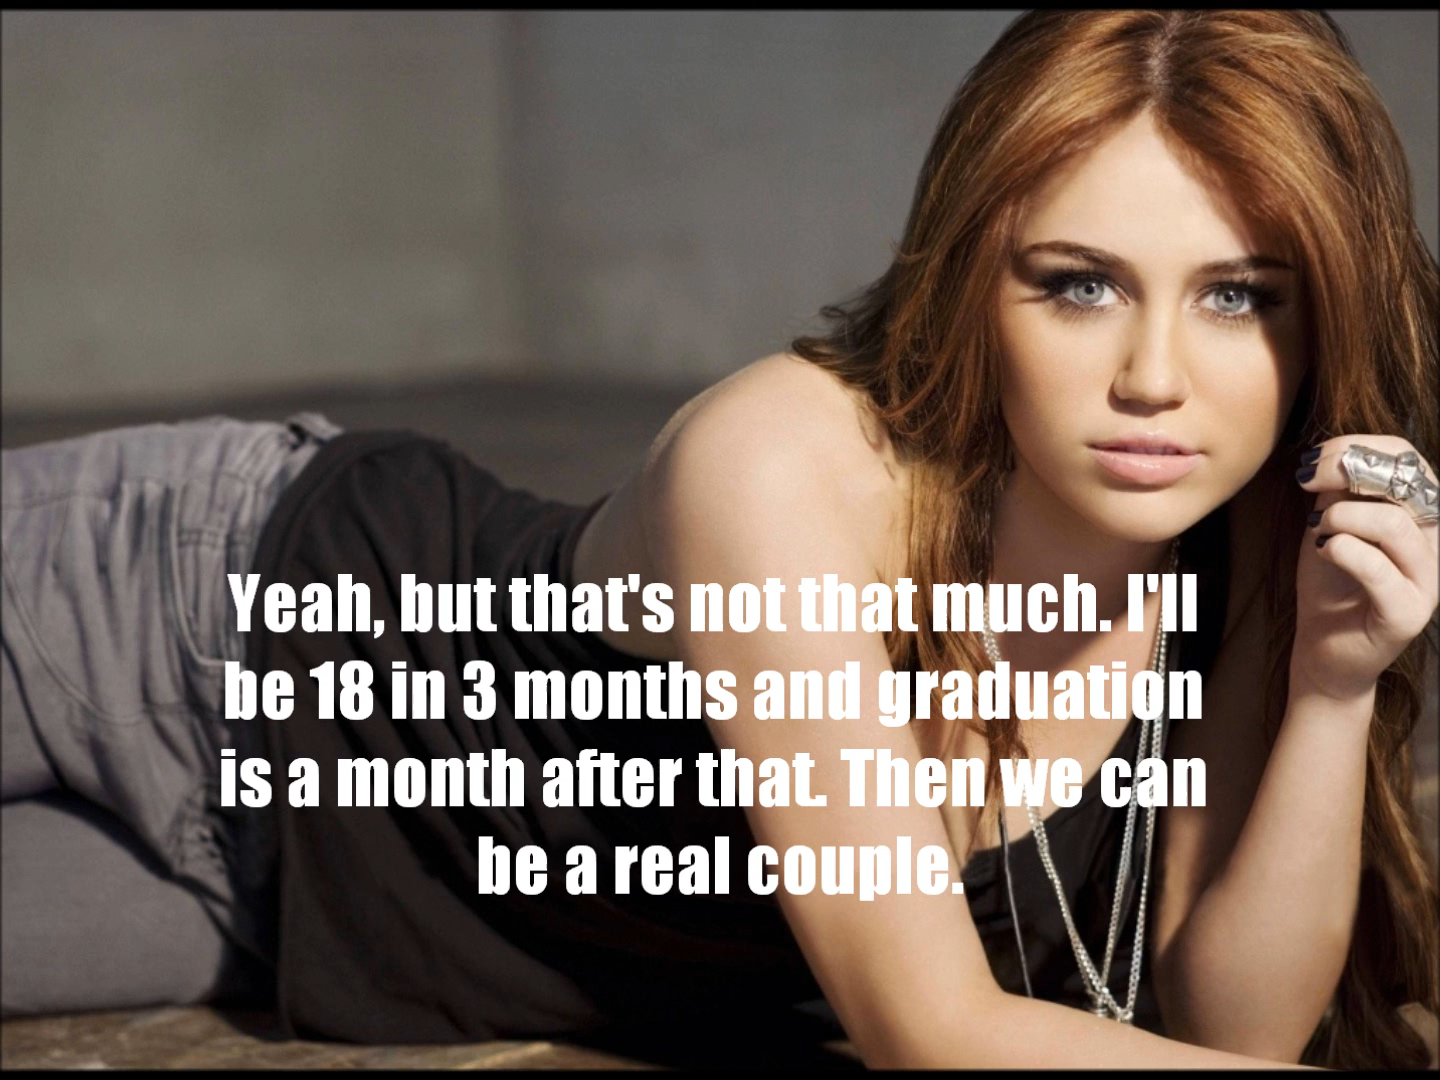 Yeah, but that's not that much. I'll
be 18 in 3 months and graduation
is a month after that. Then we can
be a real couple.